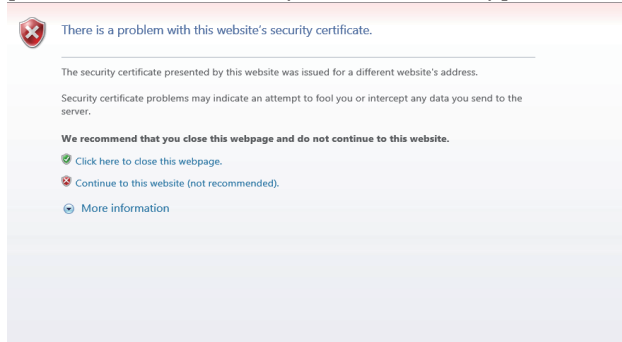 There is a problem with this website's security certificate.
The security certificate presented by this website was issued for a different website's address.
Security certificate problems may indicate an attempt to fool you or intercept any data you send to the
server.
We recommend that you close this webpage and do not continue to this website.
Click here to close this webpage.
Continue to this website (not recommended).
More information